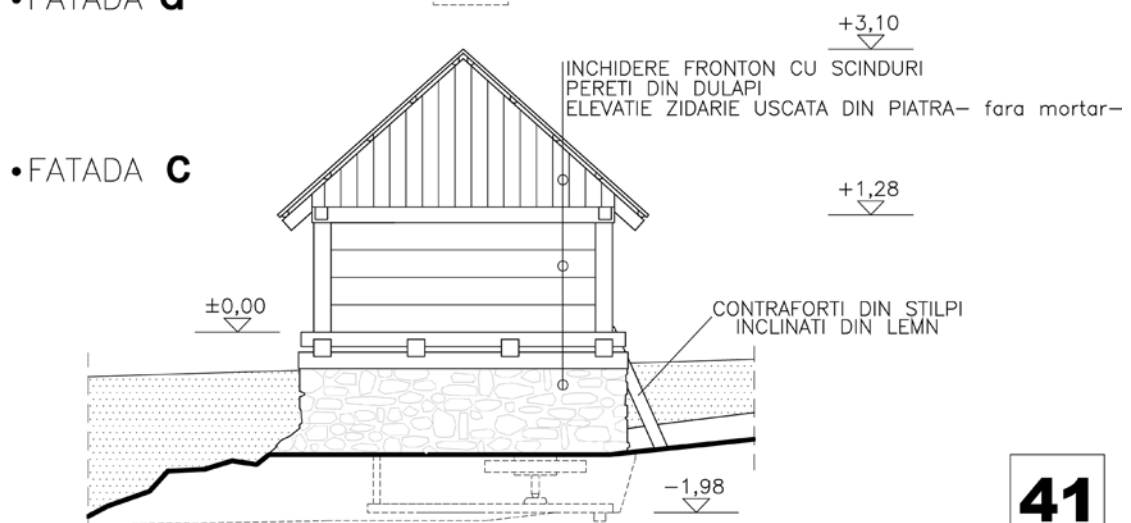 •FATADA G
+3,10
INCHIDERE FRONTON CU SCINDURI
PERETI DIN DULAPI
ELEVATIE ZIDARIE USCATA DIN PIATRA– fara mortar–
•FATADA C
+1,28
±0,00
CONTRAFORTI DIN STILPI
INCLINATI DIN LEMN
−1,98
41